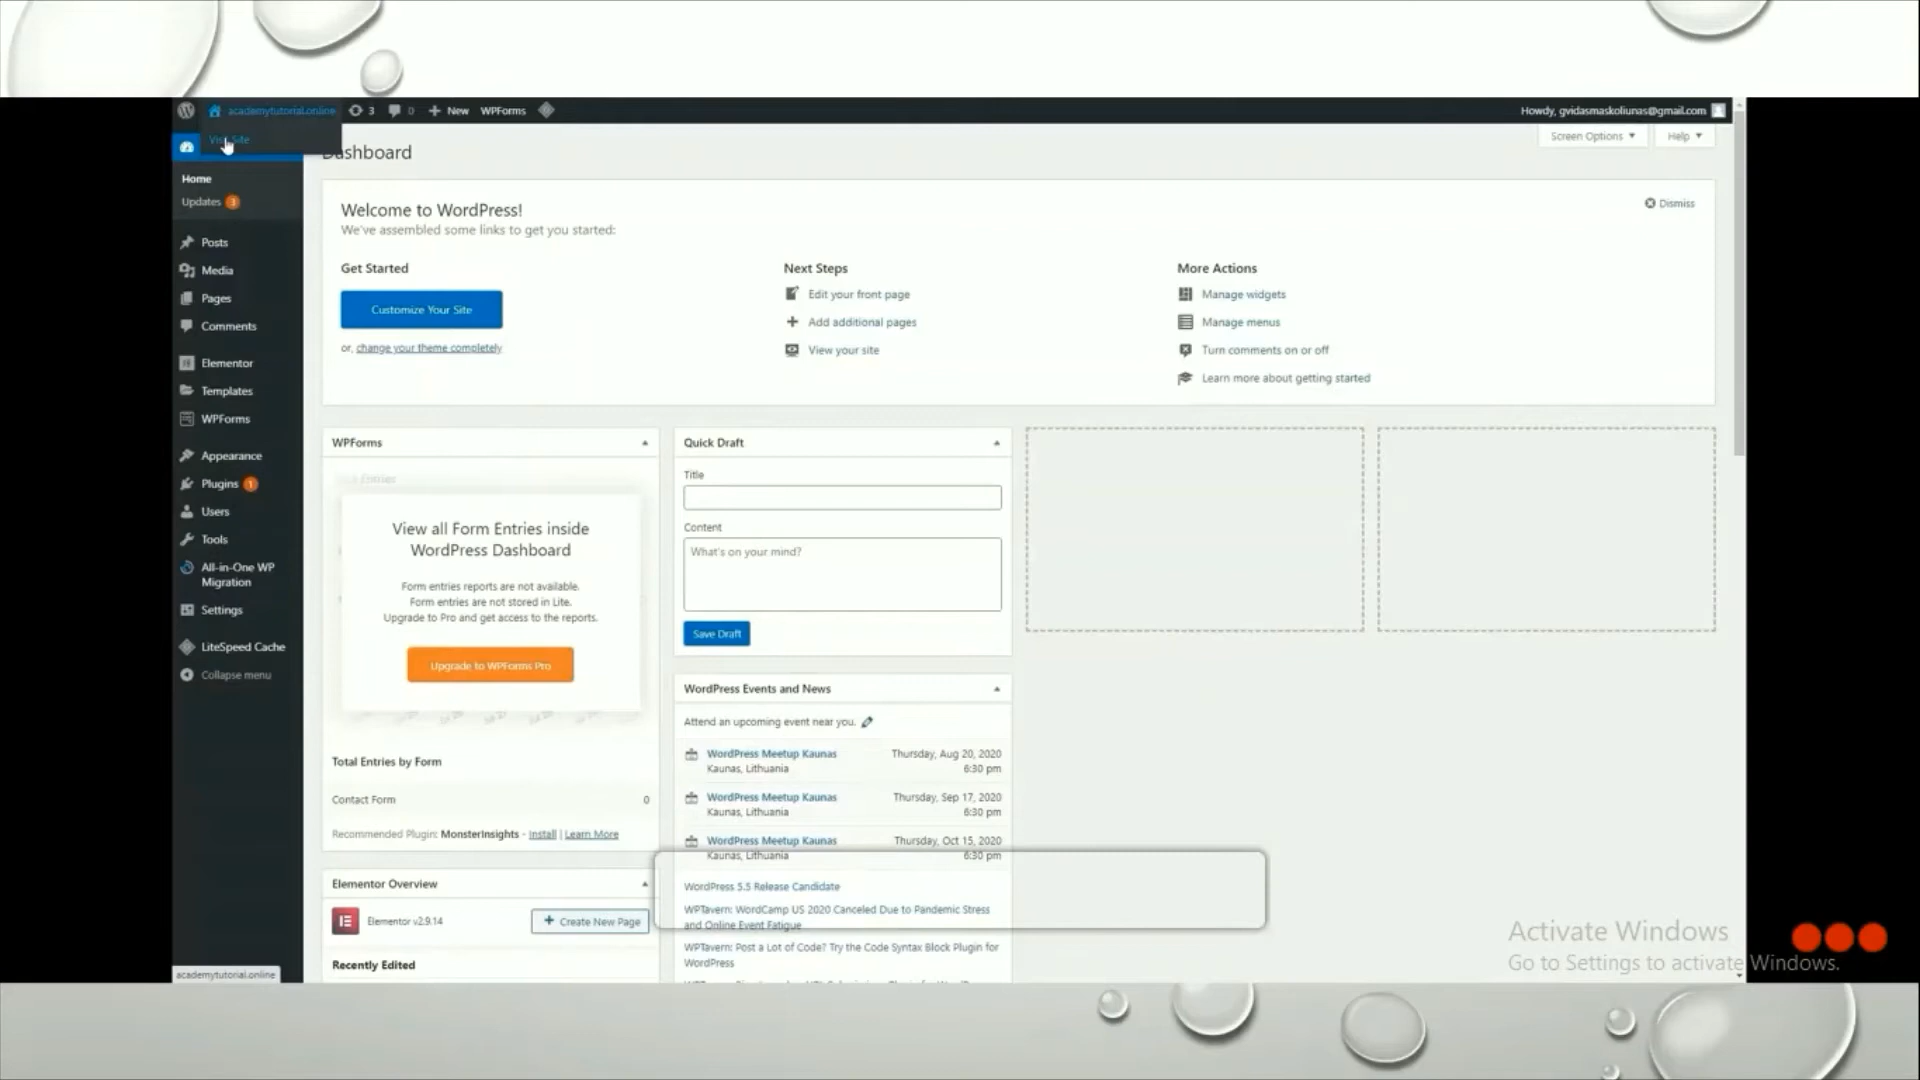 academytutorial.online 3 0 New WPForms
Howdy, gvidasmaskoliunas@gmail.com
Visit Site
Screen Options
Help
Dashboard
Home
Updates 3
Posts
Media
Pages
Comments
Elementor
Templates
WPForms
Appearance
Plugins 1
Users
Tools
All-in-One WP
Migration
Settings
LiteSpeed Cache
Collapse menu
Welcome to WordPress!
We've assembled some links to get you started:
Dismiss
Get Started
Customize Your Site
or, change your theme completely
Next Steps
Edit your front page
Add additional pages
View your site
More Actions
Manage widgets
Manage menus
Turn comments on or off
Learn more about getting started
WPForms
Entries
View all Form Entries inside
WordPress Dashboard
Form entries reports are not available.
Form entries are not stored in Lite.
Upgrade to Pro and get access to the reports.
Upgrade to WPForms Pro
Total Entries by Form
Contact Form 0
Recommended Plugin: MonsterInsights - Install | Learn More
Elementor Overview
Elementor v2.9.14
Create New Page
Recently Edited
Quick Draft
Title
Content
What's on your mind?
Save Draft
WordPress Events and News
Attend an upcoming event near you.
WordPress Meetup Kaunas Thursday, Aug 20, 2020
Kaunas, Lithuania 6:30 pm
WordPress Meetup Kaunas Thursday, Sep 17, 2020
Kaunas, Lithuania 6:30 pm
WordPress Meetup Kaunas Thursday, Oct 15, 2020
Kaunas, Lithuania 6:30 pm
WordPress 5.5 Release Candidate
WPTavern: WordCamp US 2020 Canceled Due to Pandemic Stress
and Online Event Fatigue
WPTavern: Post a Lot of Code? Try the Code Syntax Block Plugin for
WordPress
academytutorial.online
Activate Windows
Go to Settings to activate Windows.